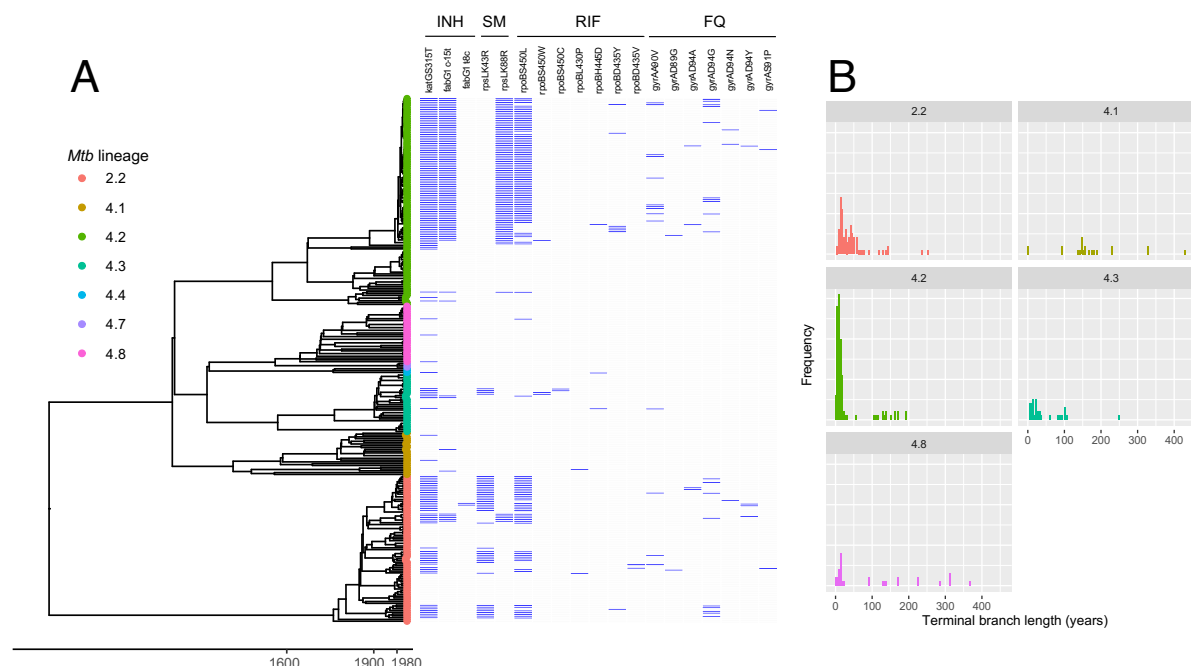 A
INH SM RIF FQ
katGS315T fabG1 c-15t fabG1 t8c rpsLK43R rpsLK88R rpoBS450L rpoBS450W rpoBS450C rpoBL430P rpoBH445D rpoBD435Y rpoBD435V gyrAA90V gyrAD89G gyrAD94A gyrAD94G gyrAD94N gyrAD94Y gyrAS91P
Mtb lineage
2.2
4.1
4.2
4.3
4.4
4.7
4.8
1600 1900 1980
B
2.2 4.1
4.2 4.3
0 100 200 300 400
4.8
0 100 200 300 400
Frequency
Terminal branch length (years)